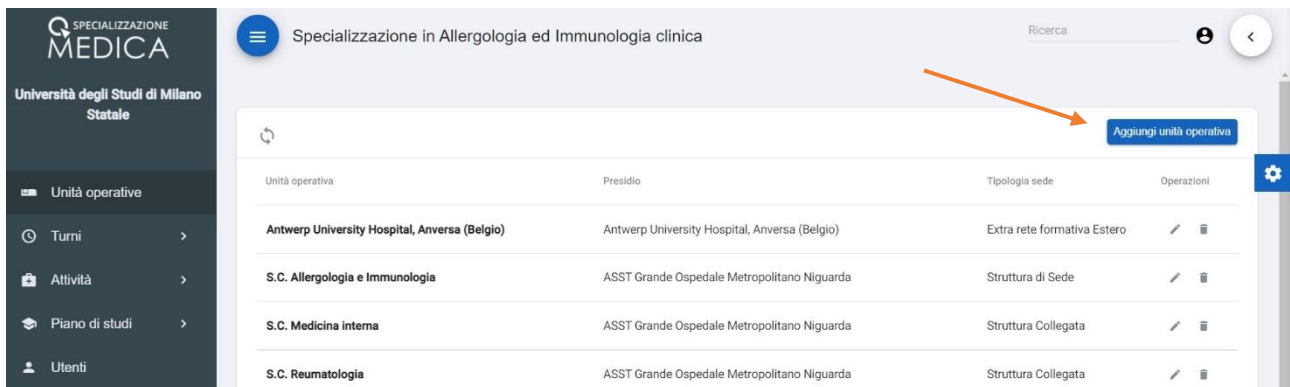 SPECIALIZZAZIONE
MEDICA
Università degli Studi di Milano
Statale
Unità operative
Turni
Attività
Piano di studi
Utenti
Specializzazione in Allergologia ed Immunologia clinica
Ricerca
Aggiungi unità operativa
Unità operativa Presidio Tipologia sede Operazioni
Antwerp University Hospital, Anversa (Belgio) Antwerp University Hospital, Anversa (Belgio) Extra rete formativa Estero
S.C. Allergologia e Immunologia ASST Grande Ospedale Metropolitano Niguarda Struttura di Sede
S.C. Medicina interna ASST Grande Ospedale Metropolitano Niguarda Struttura Collegata
S.C. Reumatologia ASST Grande Ospedale Metropolitano Niguarda Struttura Collegata